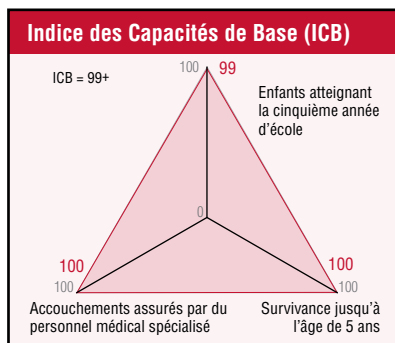 Indice des Capacités de Base (ICB)
ICB = 99+
100 99
Enfants atteignant
la cinquième année
d'école
0
100 100
100 100
Accouchements assurés par du
personnel médical spécialisé
Survivance jusqu'à
l'âge de 5 ans